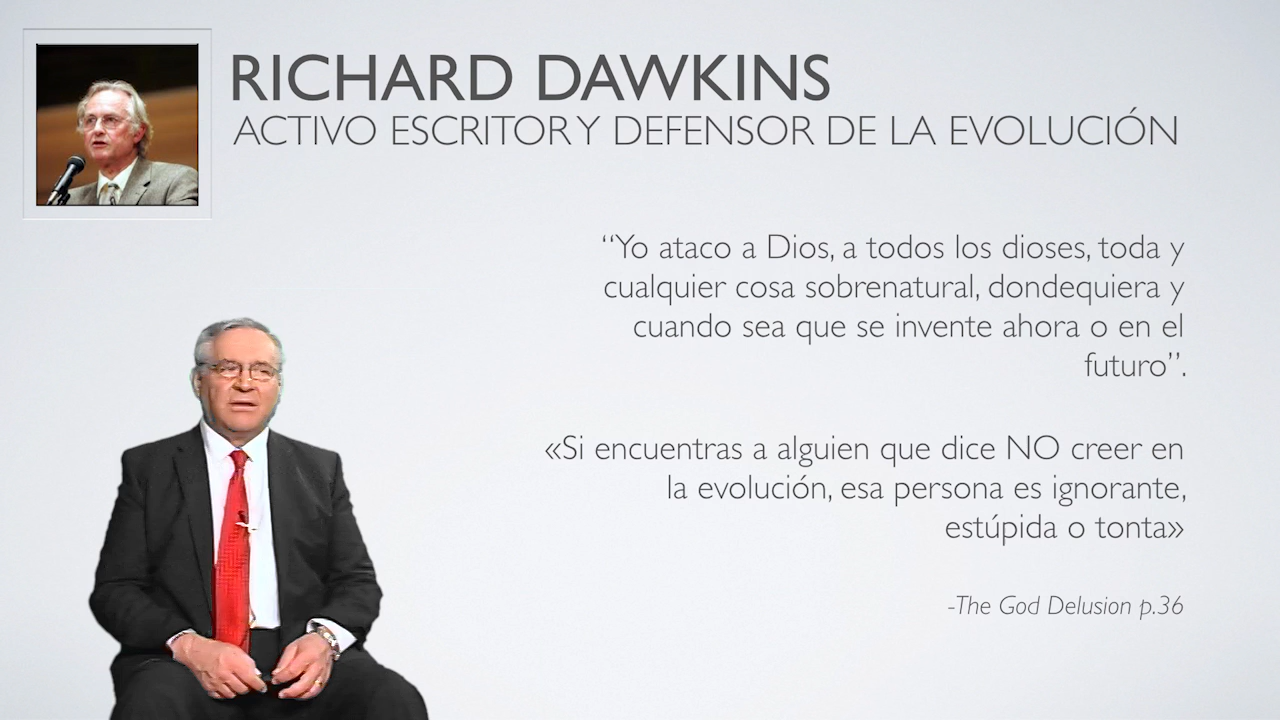 RICHARD DAWKINS
ACTIVO ESCRITOR Y DEFENSOR DE LA EVOLUCIÓN
“Yo ataco a Dios, a todos los dioses, toda y
cualquier cosa sobrenatural, dondequiera y
cuando sea que se invente ahora o en el
futuro”.
«Si encuentras a alguien que dice NO creer en
la evolución, esa persona es ignorante,
estúpida o tonta»
-The God Delusion p.36